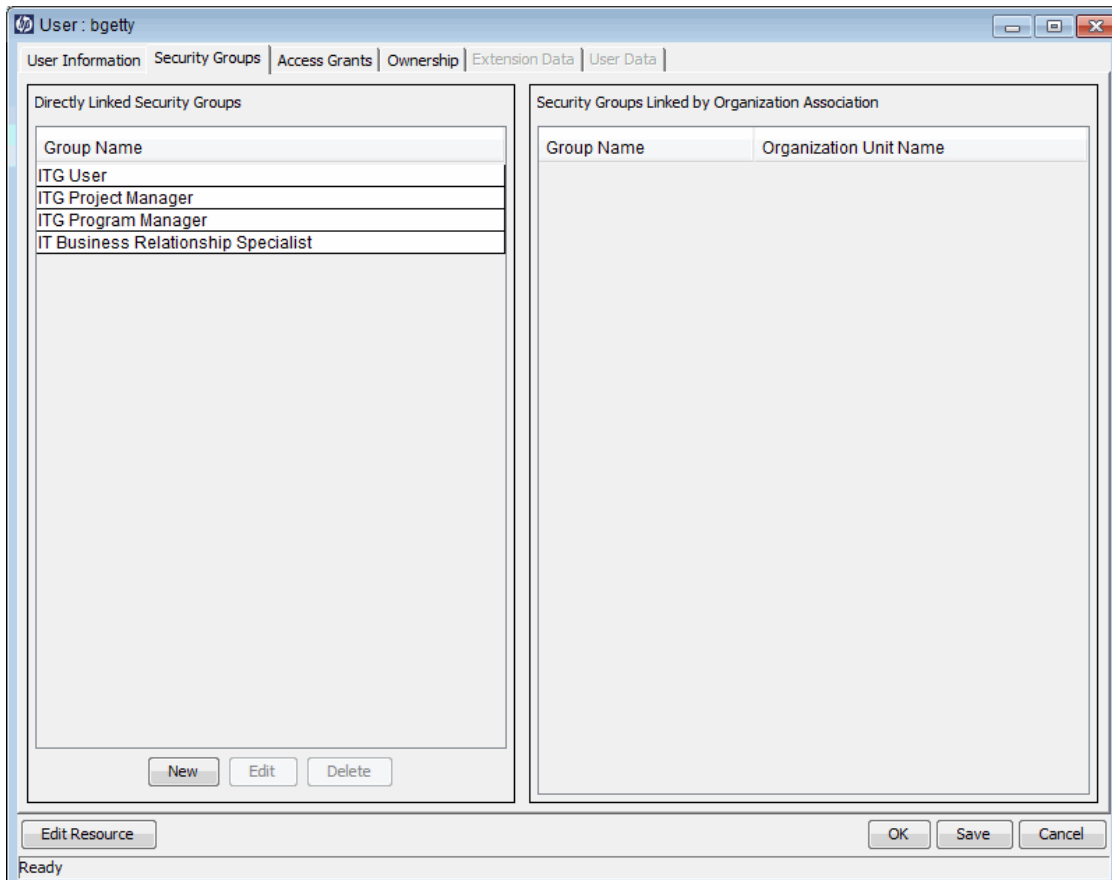 hp User : bgetty
User Information Security Groups Access Grants Ownership Extension Data User Data
Directly Linked Security Groups
Group Name
ITG User
ITG Project Manager
ITG Program Manager
IT Business Relationship Specialist
New Edit Delete
Security Groups Linked by Organization Association
Group Name Organization Unit Name
Edit Resource OK Save Cancel
Ready